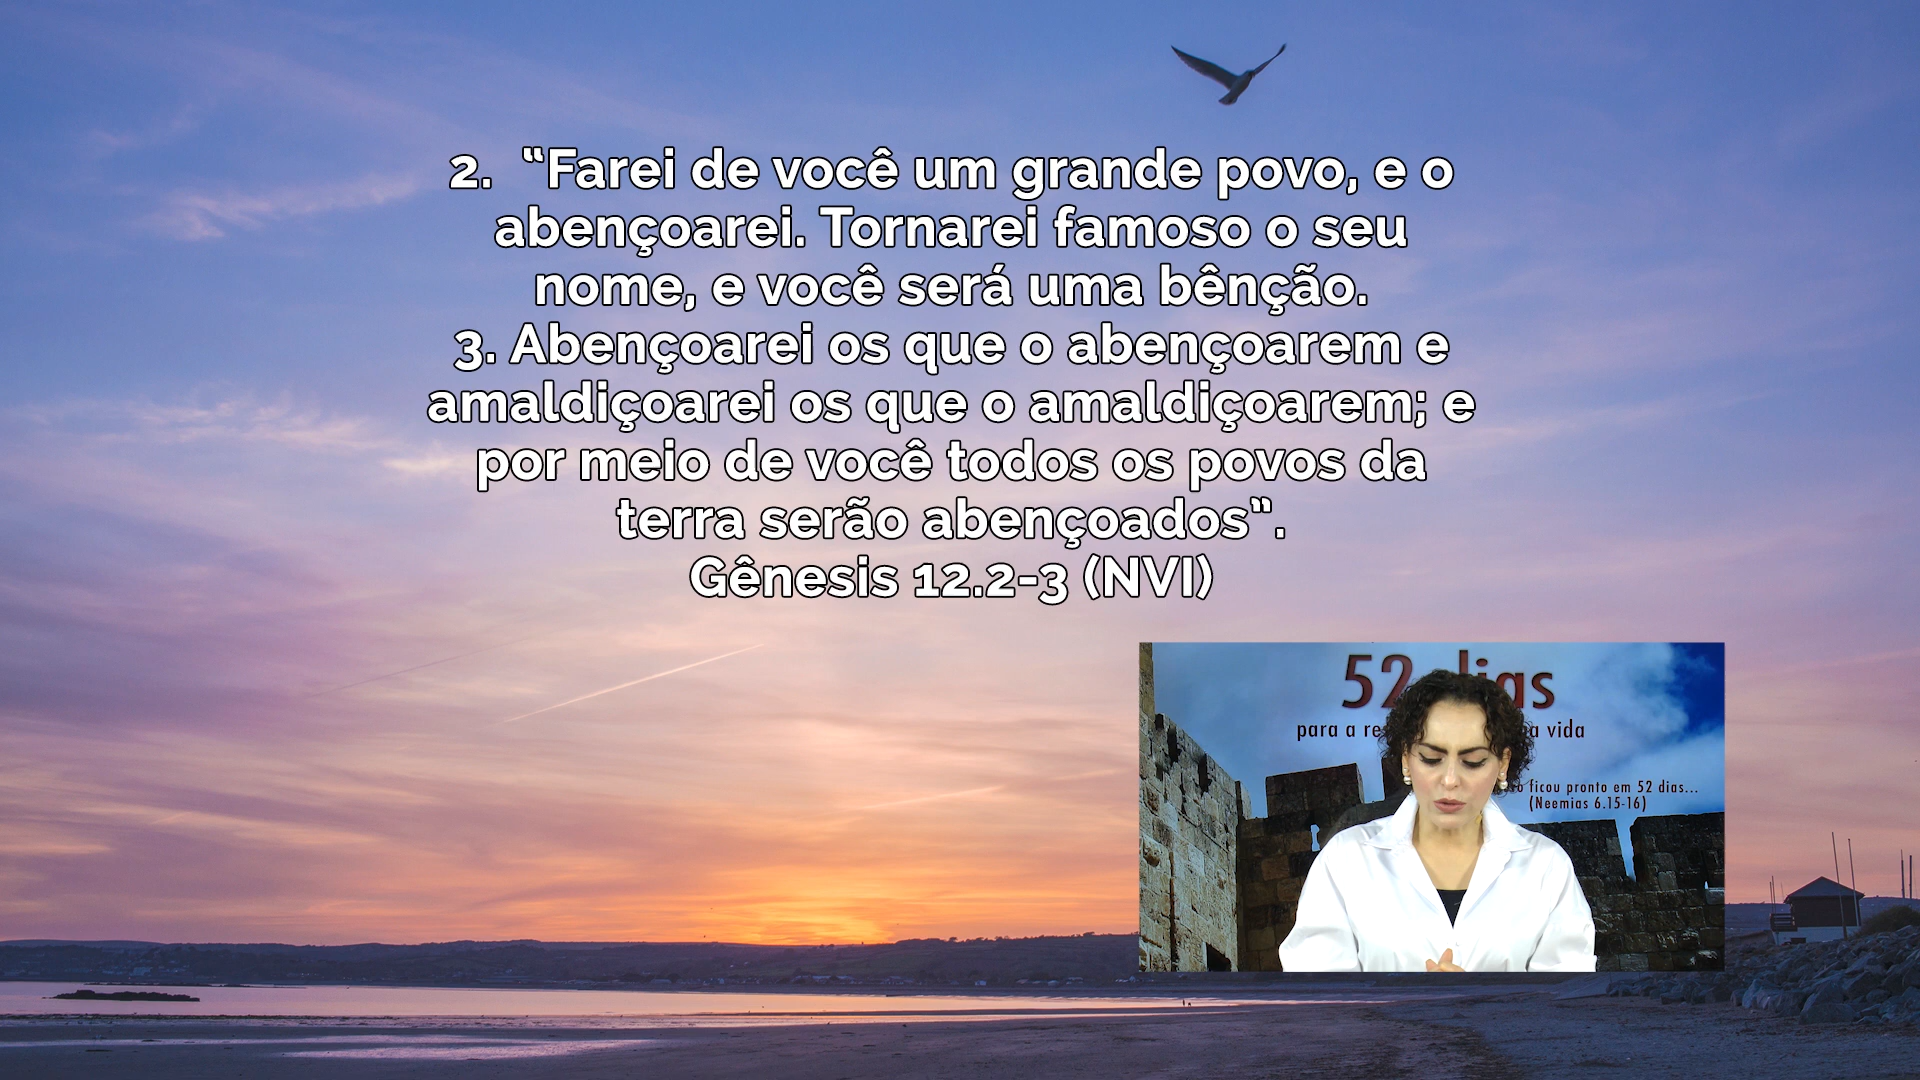 2. “Farei de você um grande povo, e o
abençoarei. Tornarei famoso o seu
nome, e você será uma bênção.
3. Abençoarei os que o abençoarem e
amaldiçoarei os que o amaldiçoarem; e
por meio de você todos os povos da
terra serão abençoados”.
Gênesis 12.2-3 (NVI)
52 dias
para a vida
ficou pronto em 52 dias...
(Neemias 6.15-16)